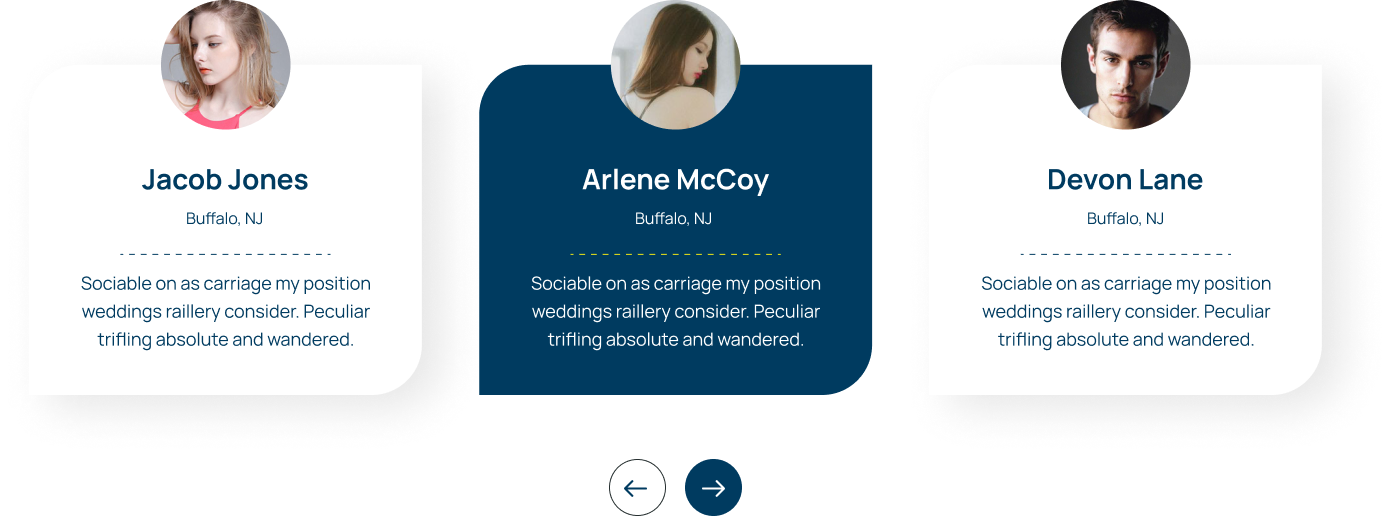 Jacob Jones
Buffalo, NJ
Sociable on as carriage my position
weddings raillery consider. Peculiar
trifling absolute and wandered.
Arlene McCoy
Buffalo, NJ
Sociable on as carriage my position
weddings raillery consider. Peculiar
trifling absolute and wandered.
Devon Lane
Buffalo, NJ
Sociable on as carriage my position
weddings raillery consider. Peculiar
trifling absolute and wandered.